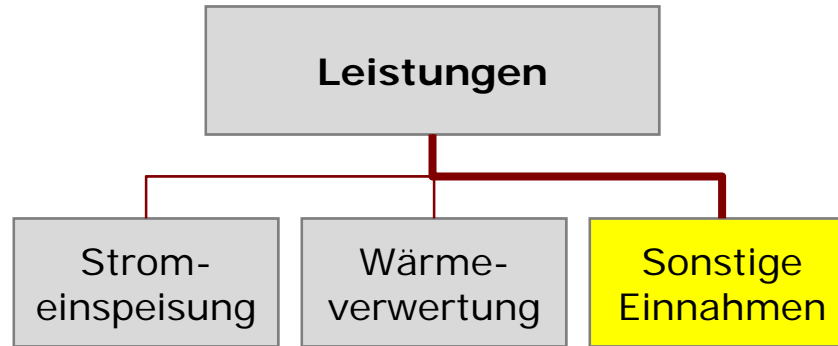 Leistungen
Strom-
einspeisung
Wärme-
verwertung
Sonstige
Einnahmen